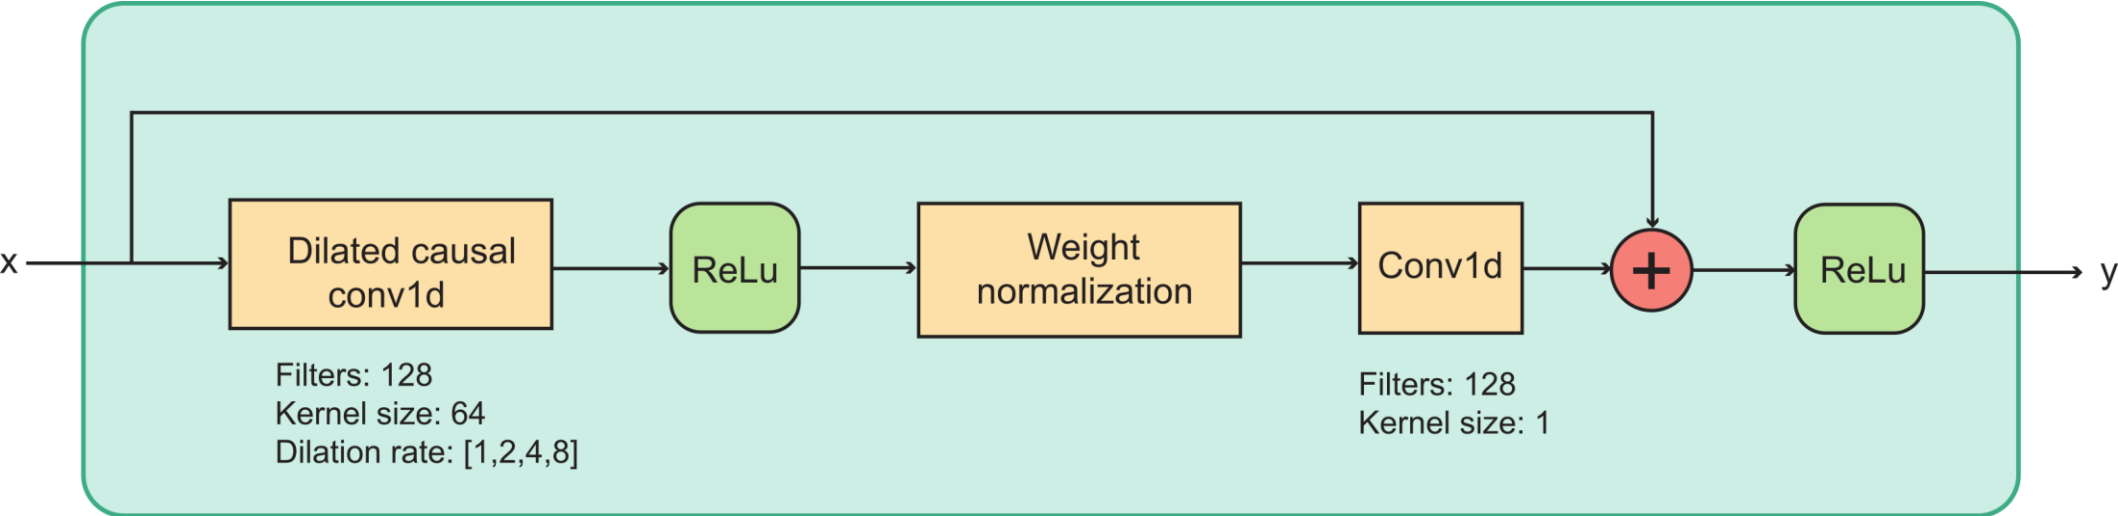 x
Dilated causal
conv1d
ReLu
Weight
normalization
Conv1d
+
ReLu
y
Filters: 128
Kernel size: 64
Dilation rate: [1,2,4,8]
Filters: 128
Kernel size: 1